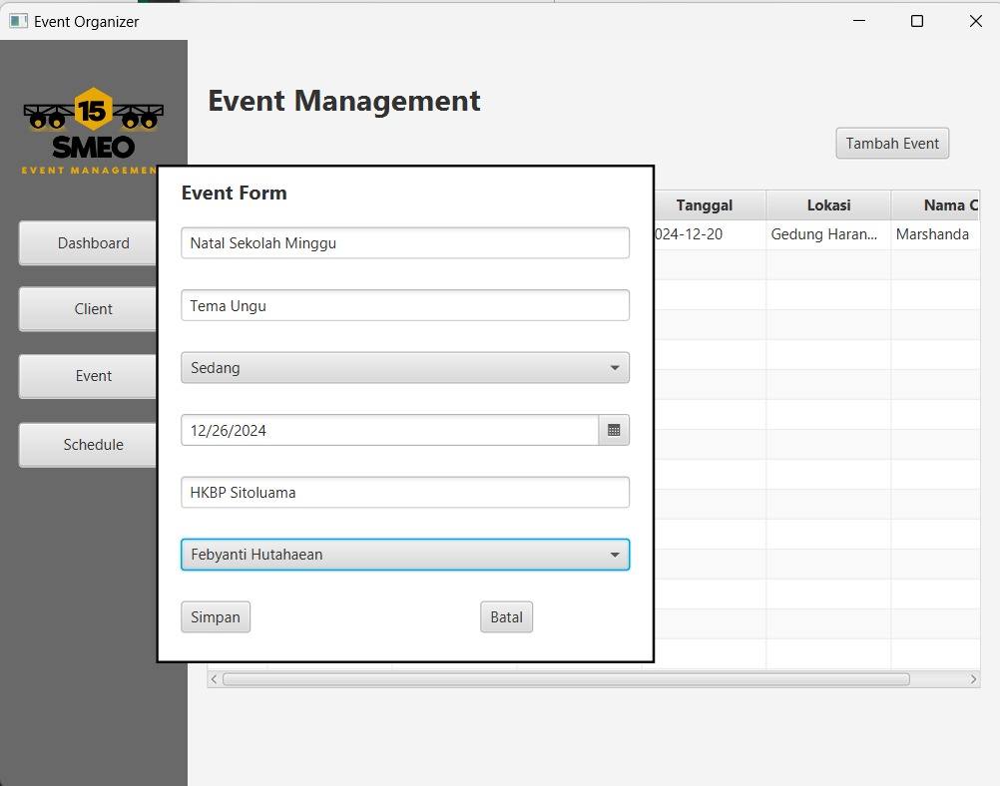 Event Organizer
15
SMEO
EVENT MANAGEMEN
Dashboard
Client
Event
Schedule
Event Management
Tambah Event
Tanggal
Lokasi
Nama C
024-12-20
Gedung Haran...
Marshanda
Event Form
Natal Sekolah Minggu
Tema Ungu
Sedang
12/26/2024
HKBP Sitoluama
Febyanti Hutahaean
Simpan
Batal